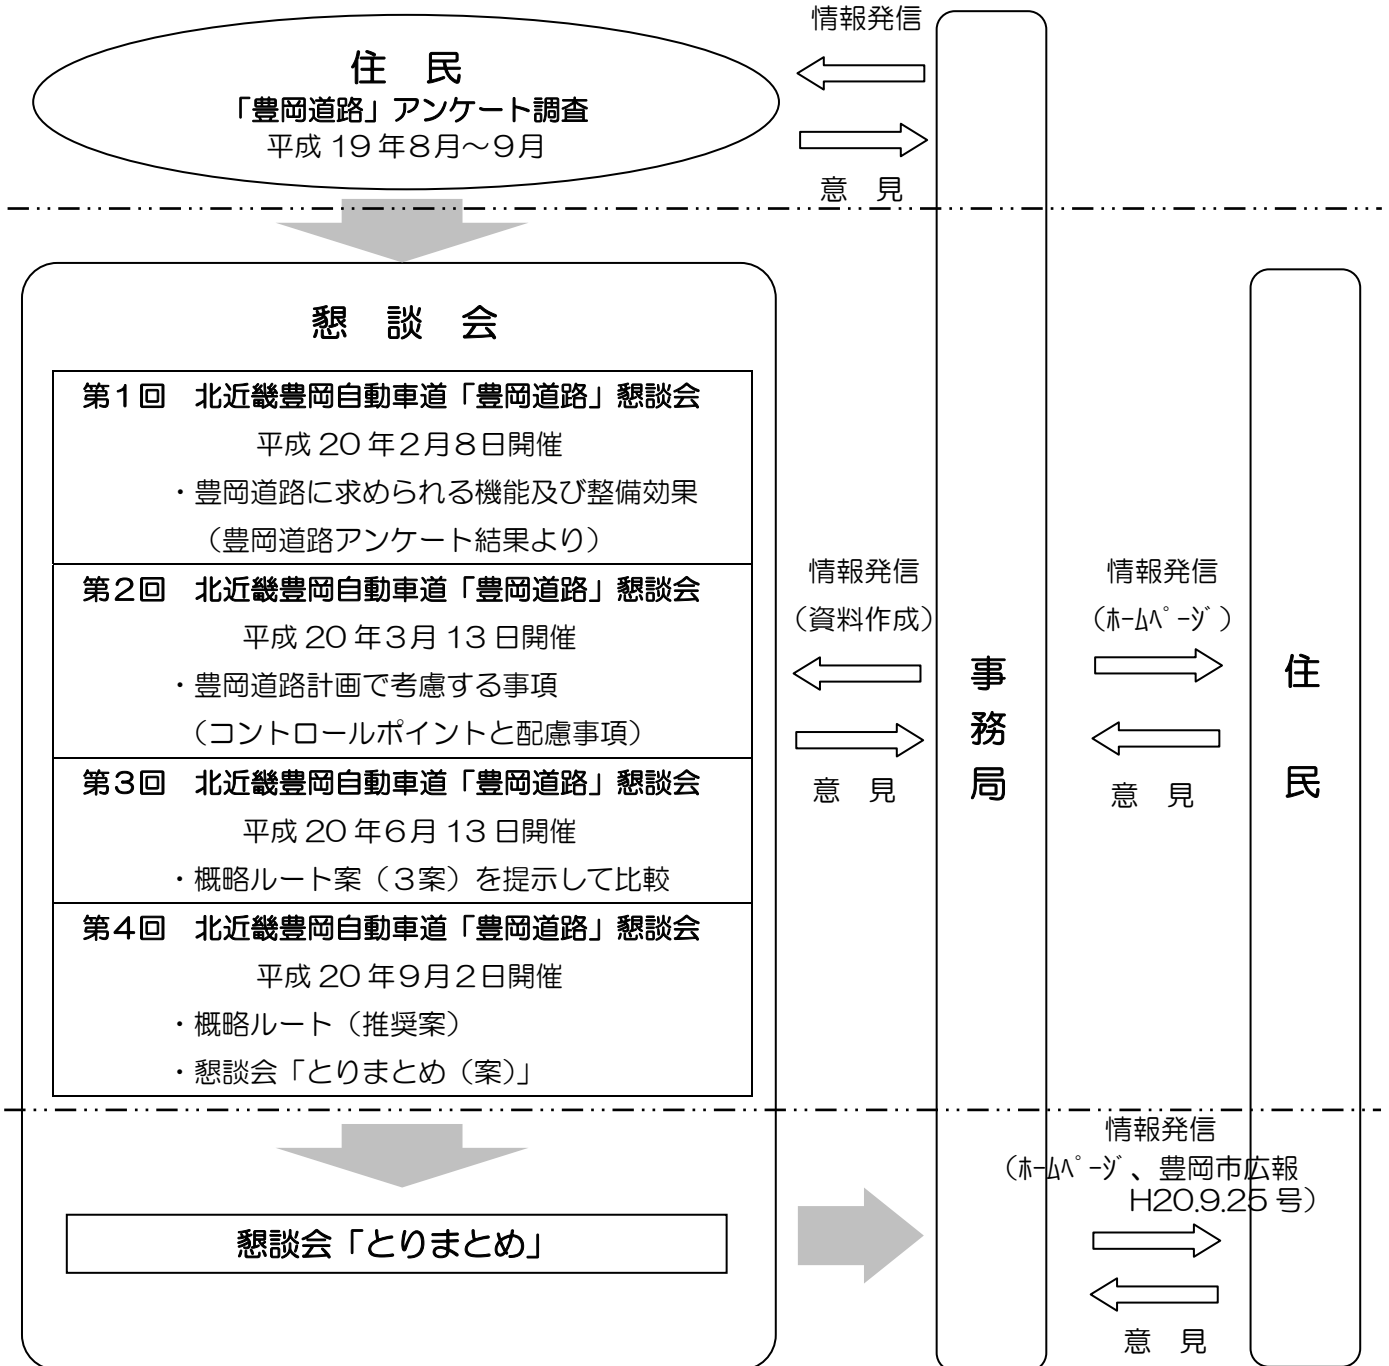 情報発信
住　民
「豊岡道路」アンケート調査
平成 19 年８月～９月
意　見
懇　談　会
第１回　北近畿豊岡自動車道「豊岡道路」懇談会
平成 20 年２月８日開催
・豊岡道路に求められる機能及び整備効果
（豊岡道路アンケート結果より）
第２回　北近畿豊岡自動車道「豊岡道路」懇談会
平成 20 年３月 13 日開催
・豊岡道路計画で考慮する事項
（コントロールポイントと配慮事項）
第３回　北近畿豊岡自動車道「豊岡道路」懇談会
平成 20 年６月 13 日開催
・概略ルート案（３案）を提示して比較
第４回　北近畿豊岡自動車道「豊岡道路」懇談会
平成 20 年９月２日開催
・概略ルート（推奨案）
・懇談会「とりまとめ（案）」
情報発信
（資料作成）
意　見
事務局
情報発信
（ﾎｰﾑﾍﾟｰｼﾞ）
意　見
住　民
懇談会「とりまとめ」
情報発信
（ﾎｰﾑﾍﾟｰｼﾞ、豊岡市広報
H20.9.25 号）
意　見